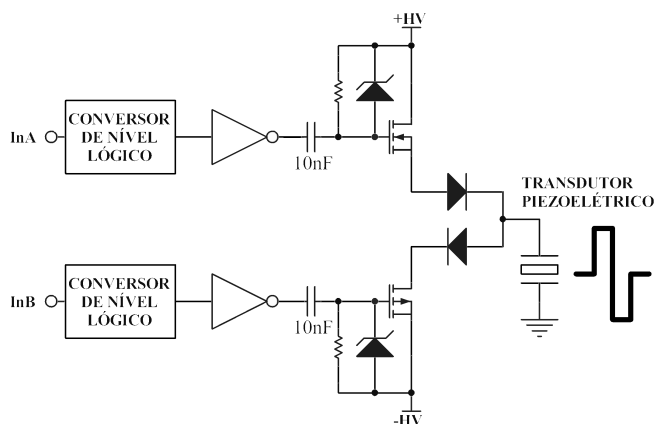 +HV
InA
CONVERSOR
DE NÍVEL
LÓGICO
10nF
TRANSDUTOR
PIEZOELÉTRICO
InB
CONVERSOR
DE NÍVEL
LÓGICO
10nF
-HV